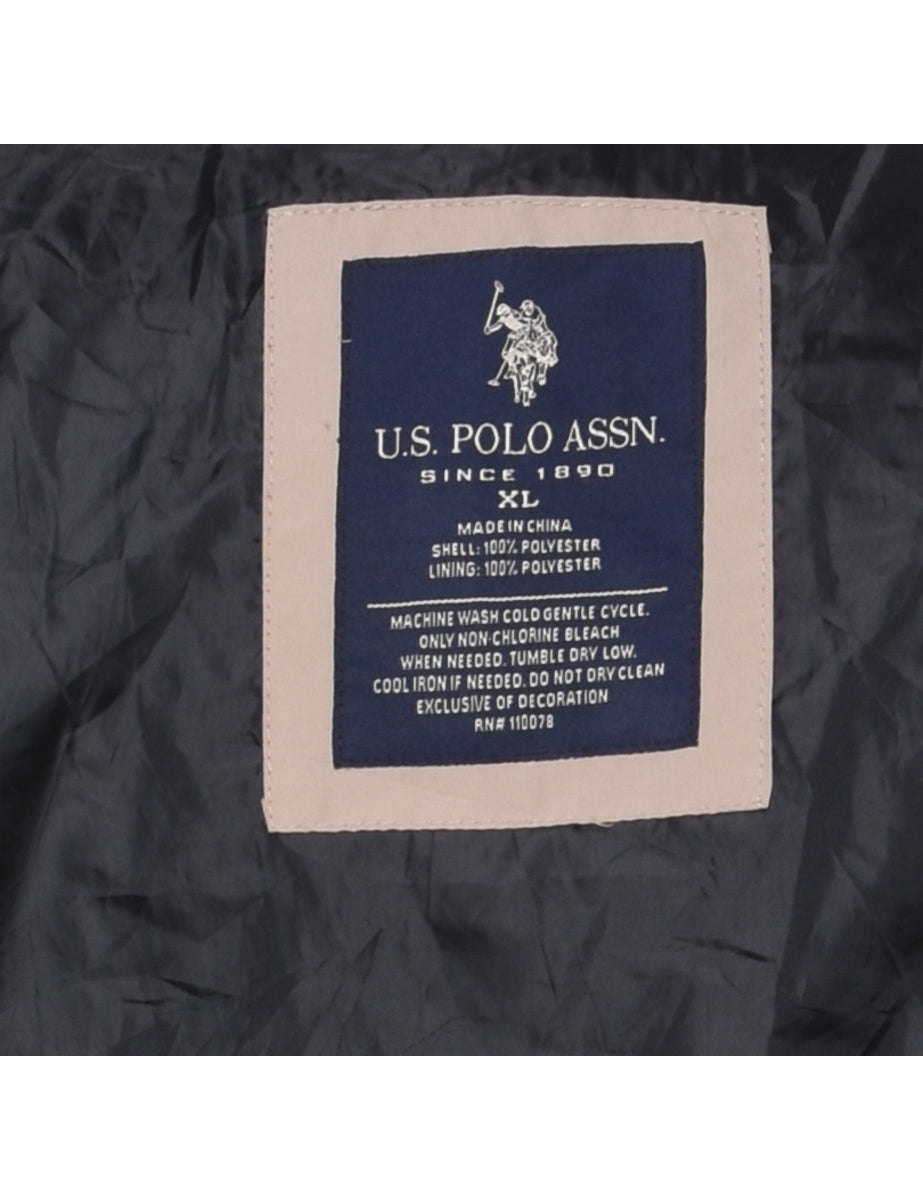 U.S. POLO ASSN.
SINCE 1890
XL
MADE IN CHINA
SHELL: 100% POLYESTER
LINING: 100% POLYESTER
MACHINE WASH COLD GENTLE CYCLE.
ONLY NON-CHLORINE BLEACH
WHEN NEEDED. TUMBLE DRY LOW.
COOL IRON IF NEEDED. DO NOT DRY CLEAN
EXCLUSIVE OF DECORATION
RN# 110078